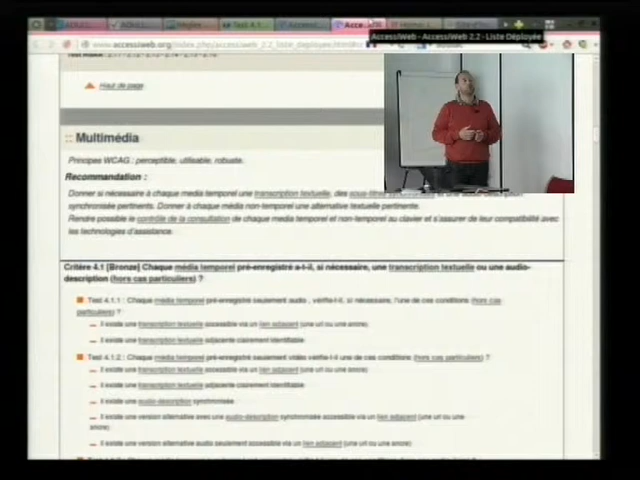 AccessiWeb - AccessiWeb 2.2 - Liste Déployée
Haut de page
:: Multimédia
Principes WCAG : perceptible, utilisable, robuste.
Recommandation :
Donner si nécessaire à chaque media temporel une transcription textuelle, des
synchronisée pertinents. Donner à chaque média non-temporel une alternative textuelle pertinente.
Rendre possible le contrôle de la consultation de chaque media temporel et non-temporel au clavier et s'assurer de leur compatibilité avec
les technologies d'assistance.
Critère 4.1 [Bronze] Chaque média temporel pré-enregistré a-t-il, si nécessaire, une transcription textuelle ou une audio-
description (hors cas particuliers) ?
Test 4.1.1 : Chaque média temporel pré-enregistré seulement audio , vérifie-t-il, si nécessaire, l'une de ces conditions (hors cas
particuliers) ?
Il existe une transcription textuelle accessible via un lien adjacent (une url ou une ancre)
Il existe une transcription textuelle adjacente clairement identifiable
Test 4.1.2 : Chaque média temporel pré-enregistré seulement vidéo vérifie-t-il une de ces conditions (hors cas particuliers) ?
Il existe une transcription textuelle accessible via un lien adjacent (une url ou une ancre)
Il existe une transcription textuelle adjacente clairement identifiable
Il existe une audio-description synchronisée
Il existe une version alternative avec une audio-description synchronisée accessible via un lien adjacent (une url ou une
ancre)
Il existe une version alternative audio seulement accessible via un lien adjacent (une url ou une ancre)